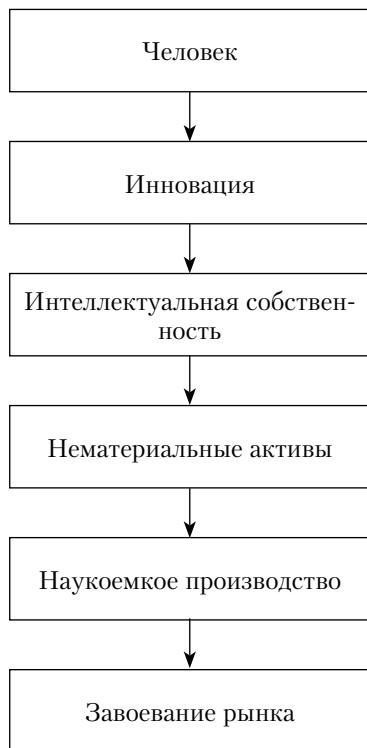 Человек
Инновация
Интеллектуальная собствен-
ность
Нематериальные активы
Наукоемкое производство
Завоевание рынка